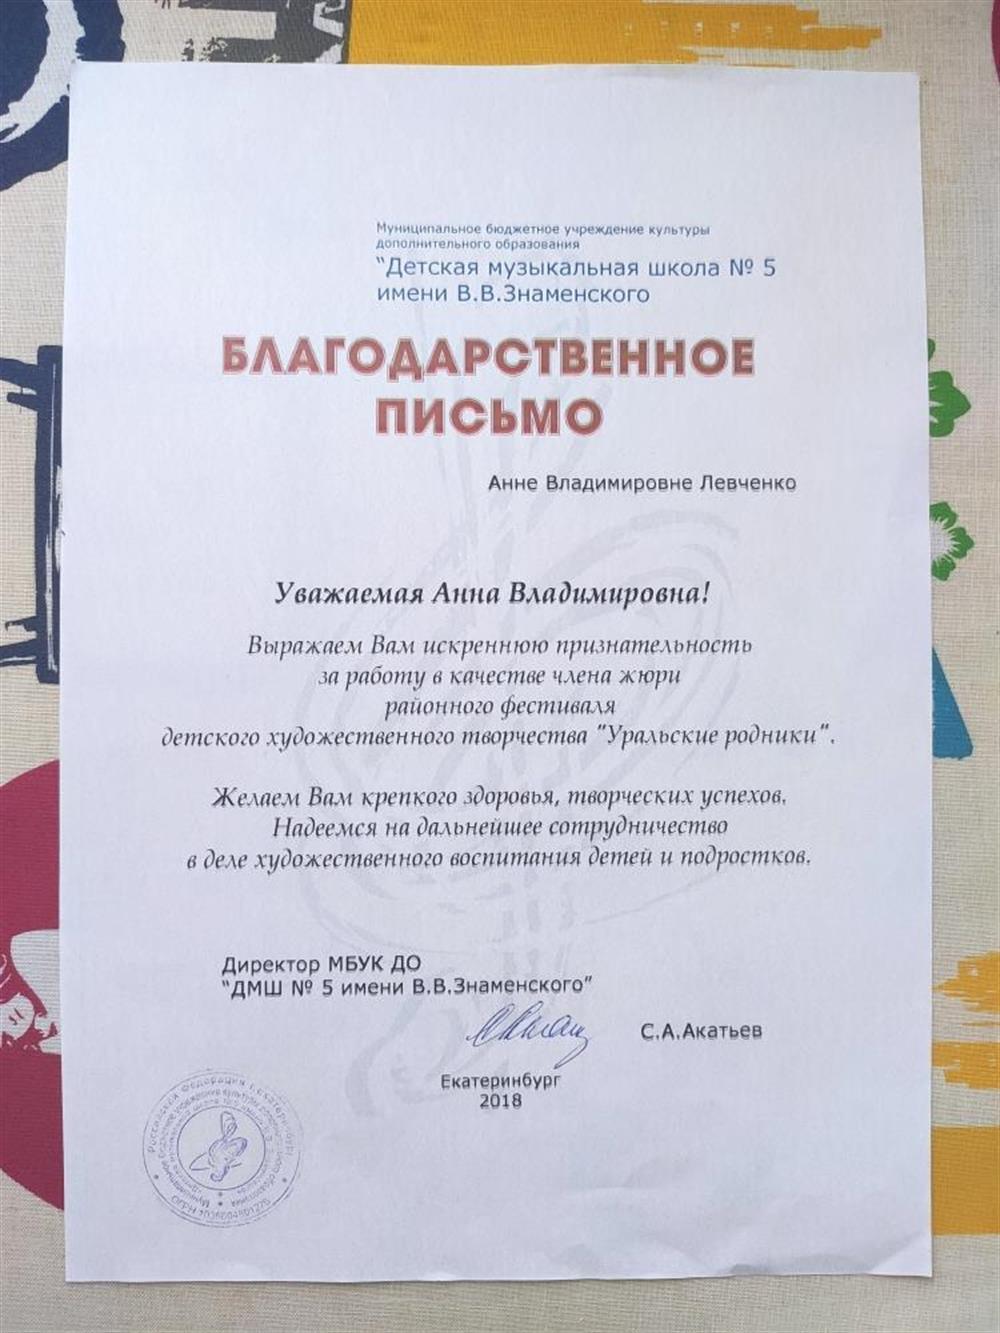 Муниципальное бюджетное учреждение культуры
дополнительного образования
"Детская музыкальная школа № 5
имени В.В.Знаменского
БЛАГОДАРСТВЕННОЕ
ПИСЬМО
Анне Владимировне Левченко
Уважаемая Анна Владимировна!
Выражаем Вам искреннюю признательность
за работу в качестве члена жюри
районного фестиваля
детского художественного творчества "Уральские родники".
Желаем Вам крепкого здоровья, творческих успехов.
Надеемся на дальнейшее сотрудничество
в деле художественного воспитания детей и подростков.
Директор МБУК ДО
"ДМШ № 5 имени В.В.Знаменского"
С.А.Акатьев
Екатеринбург
2018
Российская Федерация г.Екатеринбург